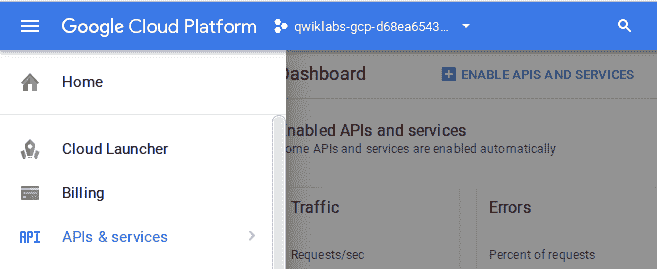 Google Cloud Platform qwiklabs-gcp-d68ea6543...
Home
Dashboard ENABLE APIS AND SERVICES
Cloud Launcher
Billing
API APIs & services
nabled APIs and services
ome APIs and services are enabled automatically
Traffic Errors
Requests/sec Percent of requests